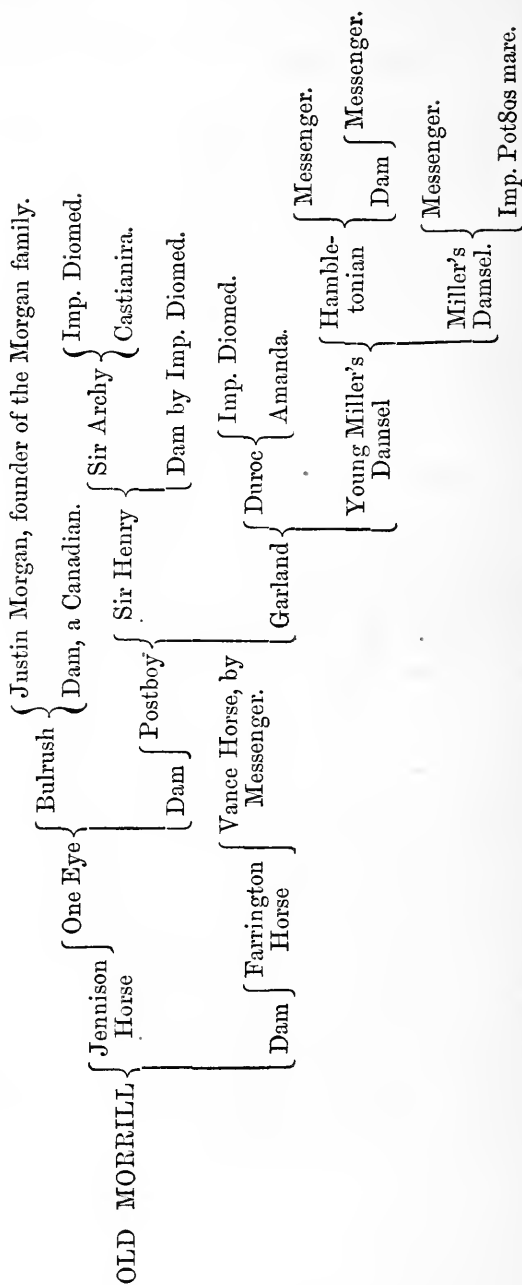 OLD MORRILL
Jennison
Horse
One Eye
Bulrush
Justin Morgan, founder of the Morgan family.
Dam, a Canadian.
Dam
Postboy
Sir Henry
Sir Archy
Imp. Diomed.
Castianira.
Dam by Imp. Diomed.
Garland
Duroc
Imp. Diomed.
Amanda.
Young Miller's
Damsel
Hamble-
tonian
Messenger.
Dam
Messenger.
Miller's
Damsel.
Messenger.
Imp. Pot8os mare.
Dam
Farrington
Horse
Vance Horse, by
Messenger.